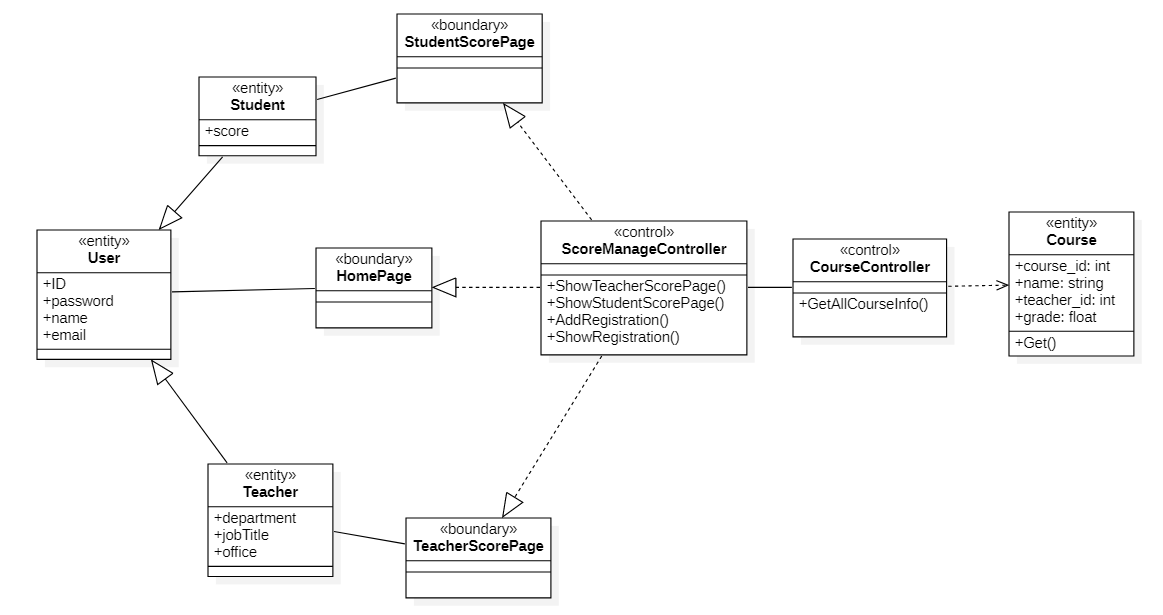 «boundary»
StudentScorePage
«entity»
Student
+score
«entity»
User
+ID
+password
+name
+email
«boundary»
HomePage
«control»
ScoreManageController
+ShowTeacherScorePage()
+ShowStudentScorePage()
+AddRegistration()
+ShowRegistration()
«control»
CourseController
+GetAllCourseInfo()
«entity»
Course
+course_id: int
+name: string
+teacher_id: int
+grade: float
+Get()
«entity»
Teacher
+department
+jobTitle
+office
«boundary»
TeacherScorePage